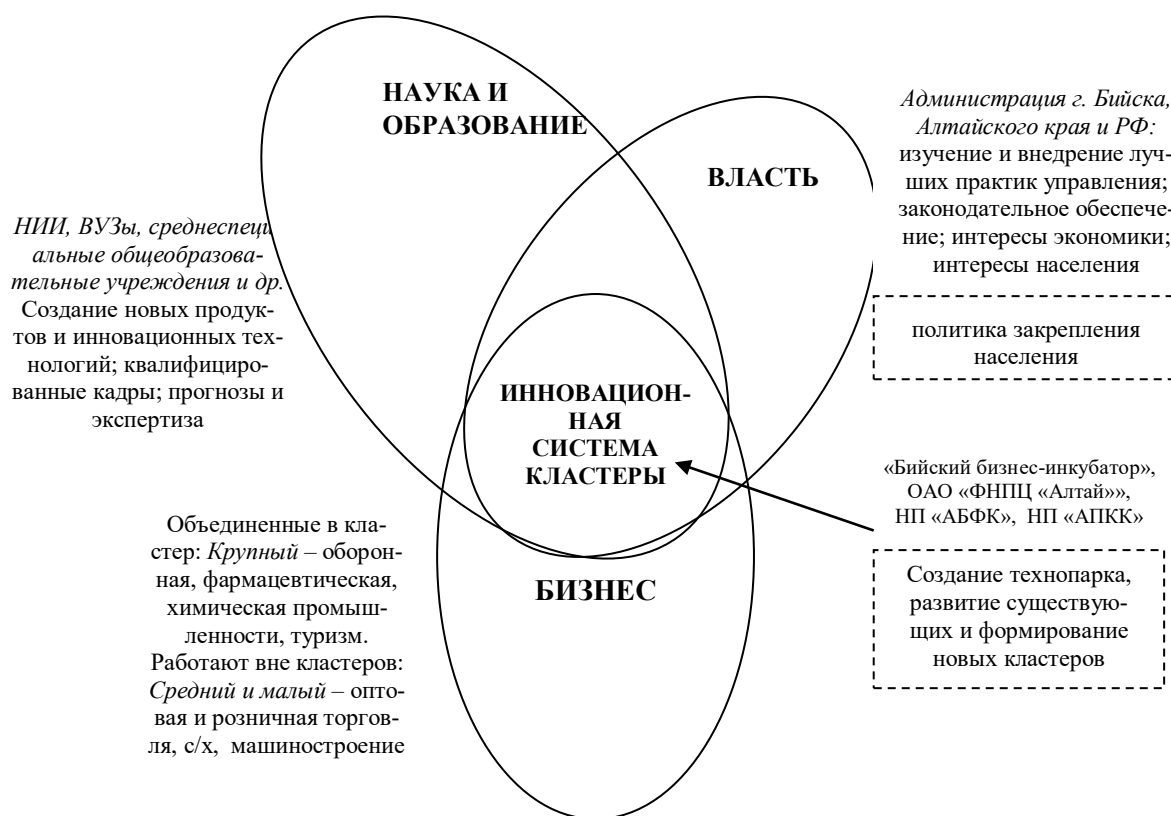 НАУКА И
ОБРАЗОВАНИЕ
ВЛАСТЬ
Администрация г. Бийска,
Алтайского края и РФ:
изучение и внедрение луч-
ших практик управления;
законодательное обеспече-
ние; интересы экономики;
интересы населения
политика закрепления
населения
НИИ, ВУЗы, среднеспеци-
альные общеобразова-
тельные учреждения и др.
Создание новых продук-
тов и инновационных тех-
нологий; квалифициро-
ванные кадры; прогнозы и
экспертиза
ИННОВАЦИОН-
НАЯ
СИСТЕМА
КЛАСТЕРЫ
«Бийский бизнес-инкубатор»,
ОАО «ФНПЦ «Алтай»»,
НП «АБФК», НП «АПКК»
Создание технопарка,
развитие существую-
щих и формирование
новых кластеров
Объединенные в кла-
стер: Крупный – оборон-
ная, фармацевтическая,
химическая промыш-
ленности, туризм.
Работают вне кластеров:
Средний и малый – опто-
вая и розничная торгов-
ля, с/х, машиностроение
БИЗНЕС